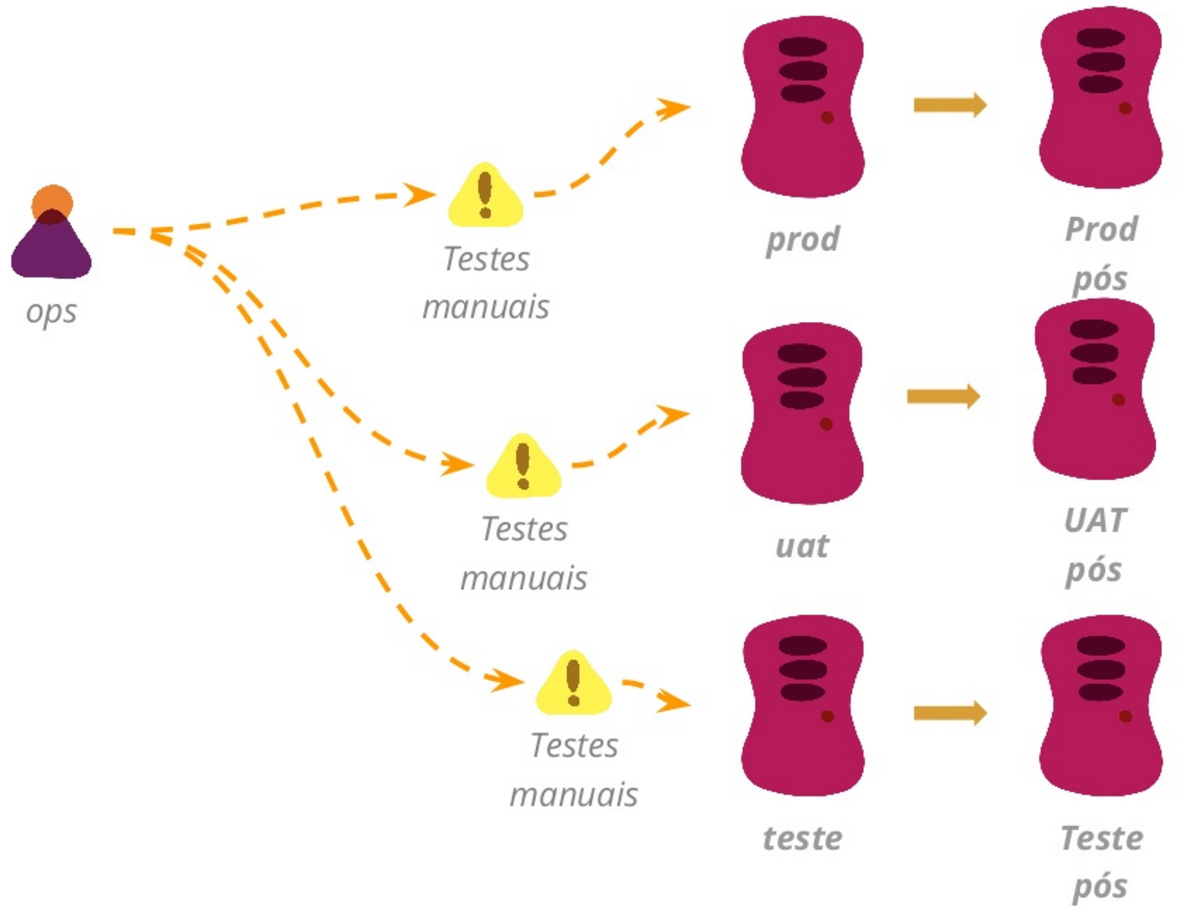 ops
Testes
manuais
prod
Prod
pós
Testes
manuais
uat
UAT
pós
Testes
manuais
teste
Teste
pós